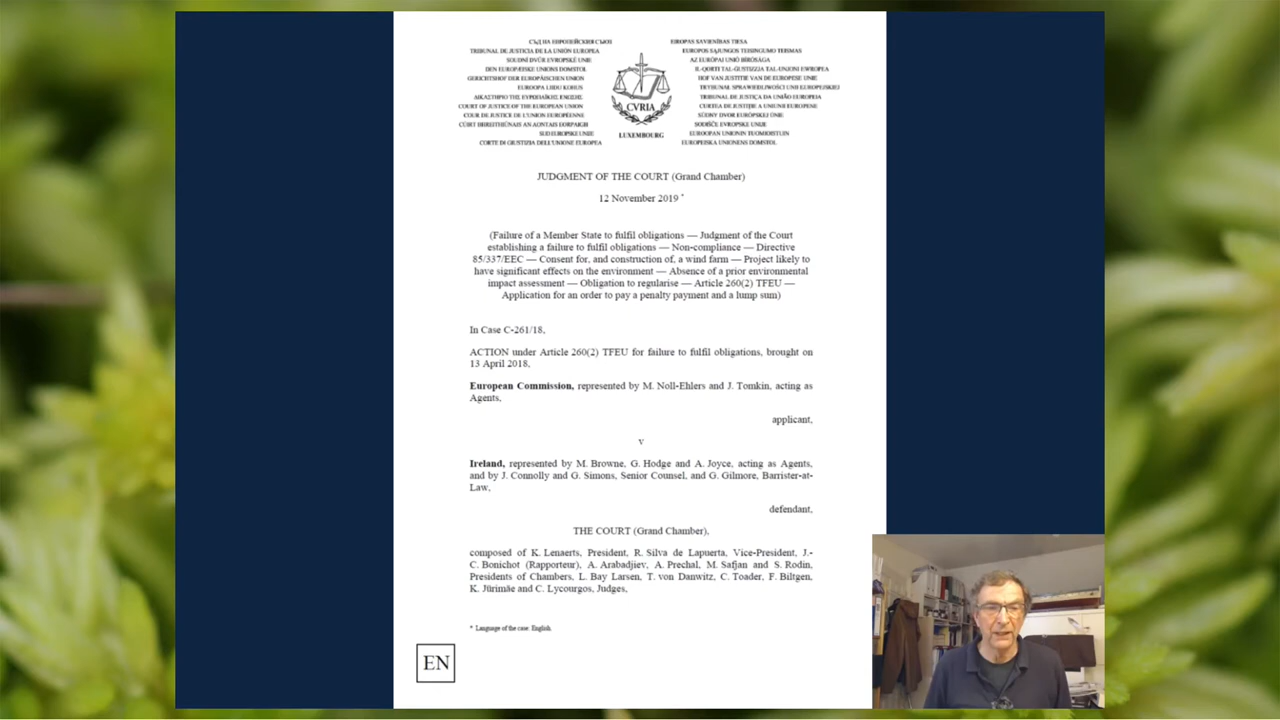 СЪД НА ЕВРОПЕЙСКИЯ СЪЮЗ
TRIBUNAL DE JUSTICIA DE LA UNIÓN EUROPEA
SOUDNÍ DVŮR EVROPSKÉ UNIE
DEN EUROPÆISKE UNIONS DOMSTOL
GERICHTSHOF DER EUROPÄISCHEN UNION
EUROOPA LIIDU KOHUS
ΔΙΚΑΣΤΗΡΙΟ ΤΗΣ ΕΥΡΩΠΑΪΚΗΣ ΕΝΩΣΗΣ
COURT OF JUSTICE OF THE EUROPEAN UNION
COUR DE JUSTICE DE L'UNION EUROPÉENNE
CÚIRT BHREITHIÚNAIS AN AONTAIS EORPAIGH
SUD EUROPSKE UNIJE
CORTE DI GIUSTIZIA DELL'UNIONE EUROPEA
CVRIA
LUXEMBOURG
EIROPAS SAVIENĪBAS TIESA
EUROPOS SĄJUNGOS TEISINGUMO TEISMAS
AZ EURÓPAI UNIÓ BÍRÓSÁGA
IL-QORTI TAL-ĠUSTIZZJA TAL-UNJONI EWROPEA
HOF VAN JUSTITIE VAN DE EUROPESE UNIE
TRYBUNAŁ SPRAWIEDLIWOŚCI UNII EUROPEJSKIEJ
TRIBUNAL DE JUSTIÇA DA UNIÃO EUROPEIA
CURTEA DE JUSTIȚIE A UNIUNII EUROPENE
SÚDNY DVOR EURÓPSKEJ ÚNIE
SODIŠČE EVROPSKE UNIJE
EUROOPAN UNIONIN TUOMIOISTUIN
EUROPEISKA UNIONENS DOMSTOL
JUDGMENT OF THE COURT (Grand Chamber)
12 November 2019 *
(Failure of a Member State to fulfil obligations — Judgment of the Court
establishing a failure to fulfil obligations — Non-compliance — Directive
85/337/EEC — Consent for, and construction of, a wind farm — Project likely to
have significant effects on the environment — Absence of a prior environmental
impact assessment — Obligation to regularise — Article 260(2) TFEU —
Application for an order to pay a penalty payment and a lump sum)
In Case C-261/18,
ACTION under Article 260(2) TFEU for failure to fulfil obligations, brought on
13 April 2018,
European Commission, represented by M. Noll-Ehlers and J. Tomkin, acting as
Agents,
applicant,
v
Ireland, represented by M. Browne, G. Hodge and A. Joyce, acting as Agents,
and by J. Connolly and G. Simons, Senior Counsel, and G. Gilmore, Barrister-at-
Law,
defendant,
THE COURT (Grand Chamber),
composed of K. Lenaerts, President, R. Silva de Lapuerta, Vice-President, J.-
C. Bonichot (Rapporteur), A. Arabadjiev, A. Prechal, M. Safjan and S. Rodin,
Presidents of Chambers, L. Bay Larsen, T. von Danwitz, C. Toader, F. Biltgen,
K. Jürimäe and C. Lycourgos, Judges,
* Language of the case: English.
EN